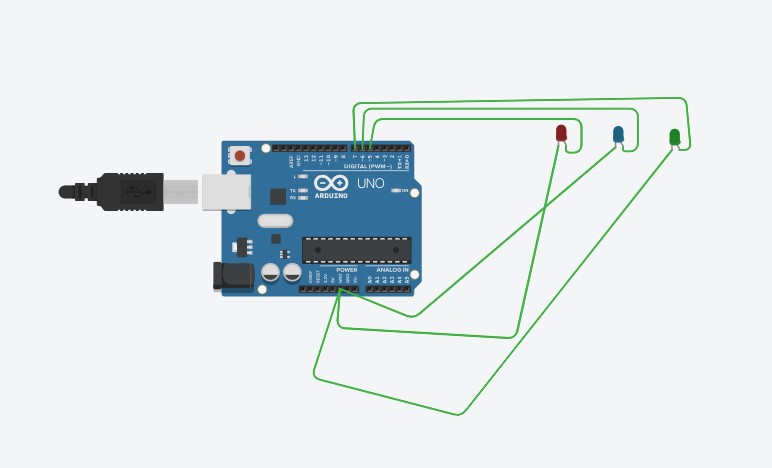 AREF
GND
13
12
~11
~10
~9
8
7
~6
~5
4
~3
2
TX→1
RX←0
DIGITAL (PWM~)
L
TX
RX
UNO
ON
ARDUINO
POWER
ANALOG IN
IOREF
RESET
3.3V
5V
GND
GND
Vin
A0
A1
A2
A3
A4
A5